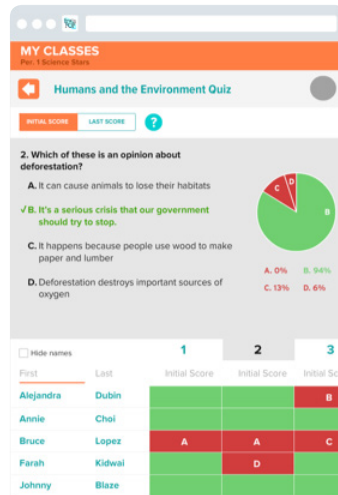 MY CLASSES
Per. 1 Science Stars
Humans and the Environment Quiz
INITIAL SCORE LAST SCORE ?
2. Which of these is an opinion about
deforestation?
A. It can cause animals to lose their habitats
√B. It's a serious crisis that our government
should try to stop.
C. It happens because people use wood to make
paper and lumber
D. Deforestation destroys important sources of
oxygen
C D B
A. 0% B. 94%
C. 13% D. 6%
Hide names 1 2 3
First Last Initial Score Initial Score Initial Sc
Alejandra Dubin B
Annie Choi
Bruce Lopez A A C
Farah Kidwai D
Johnny Blaze